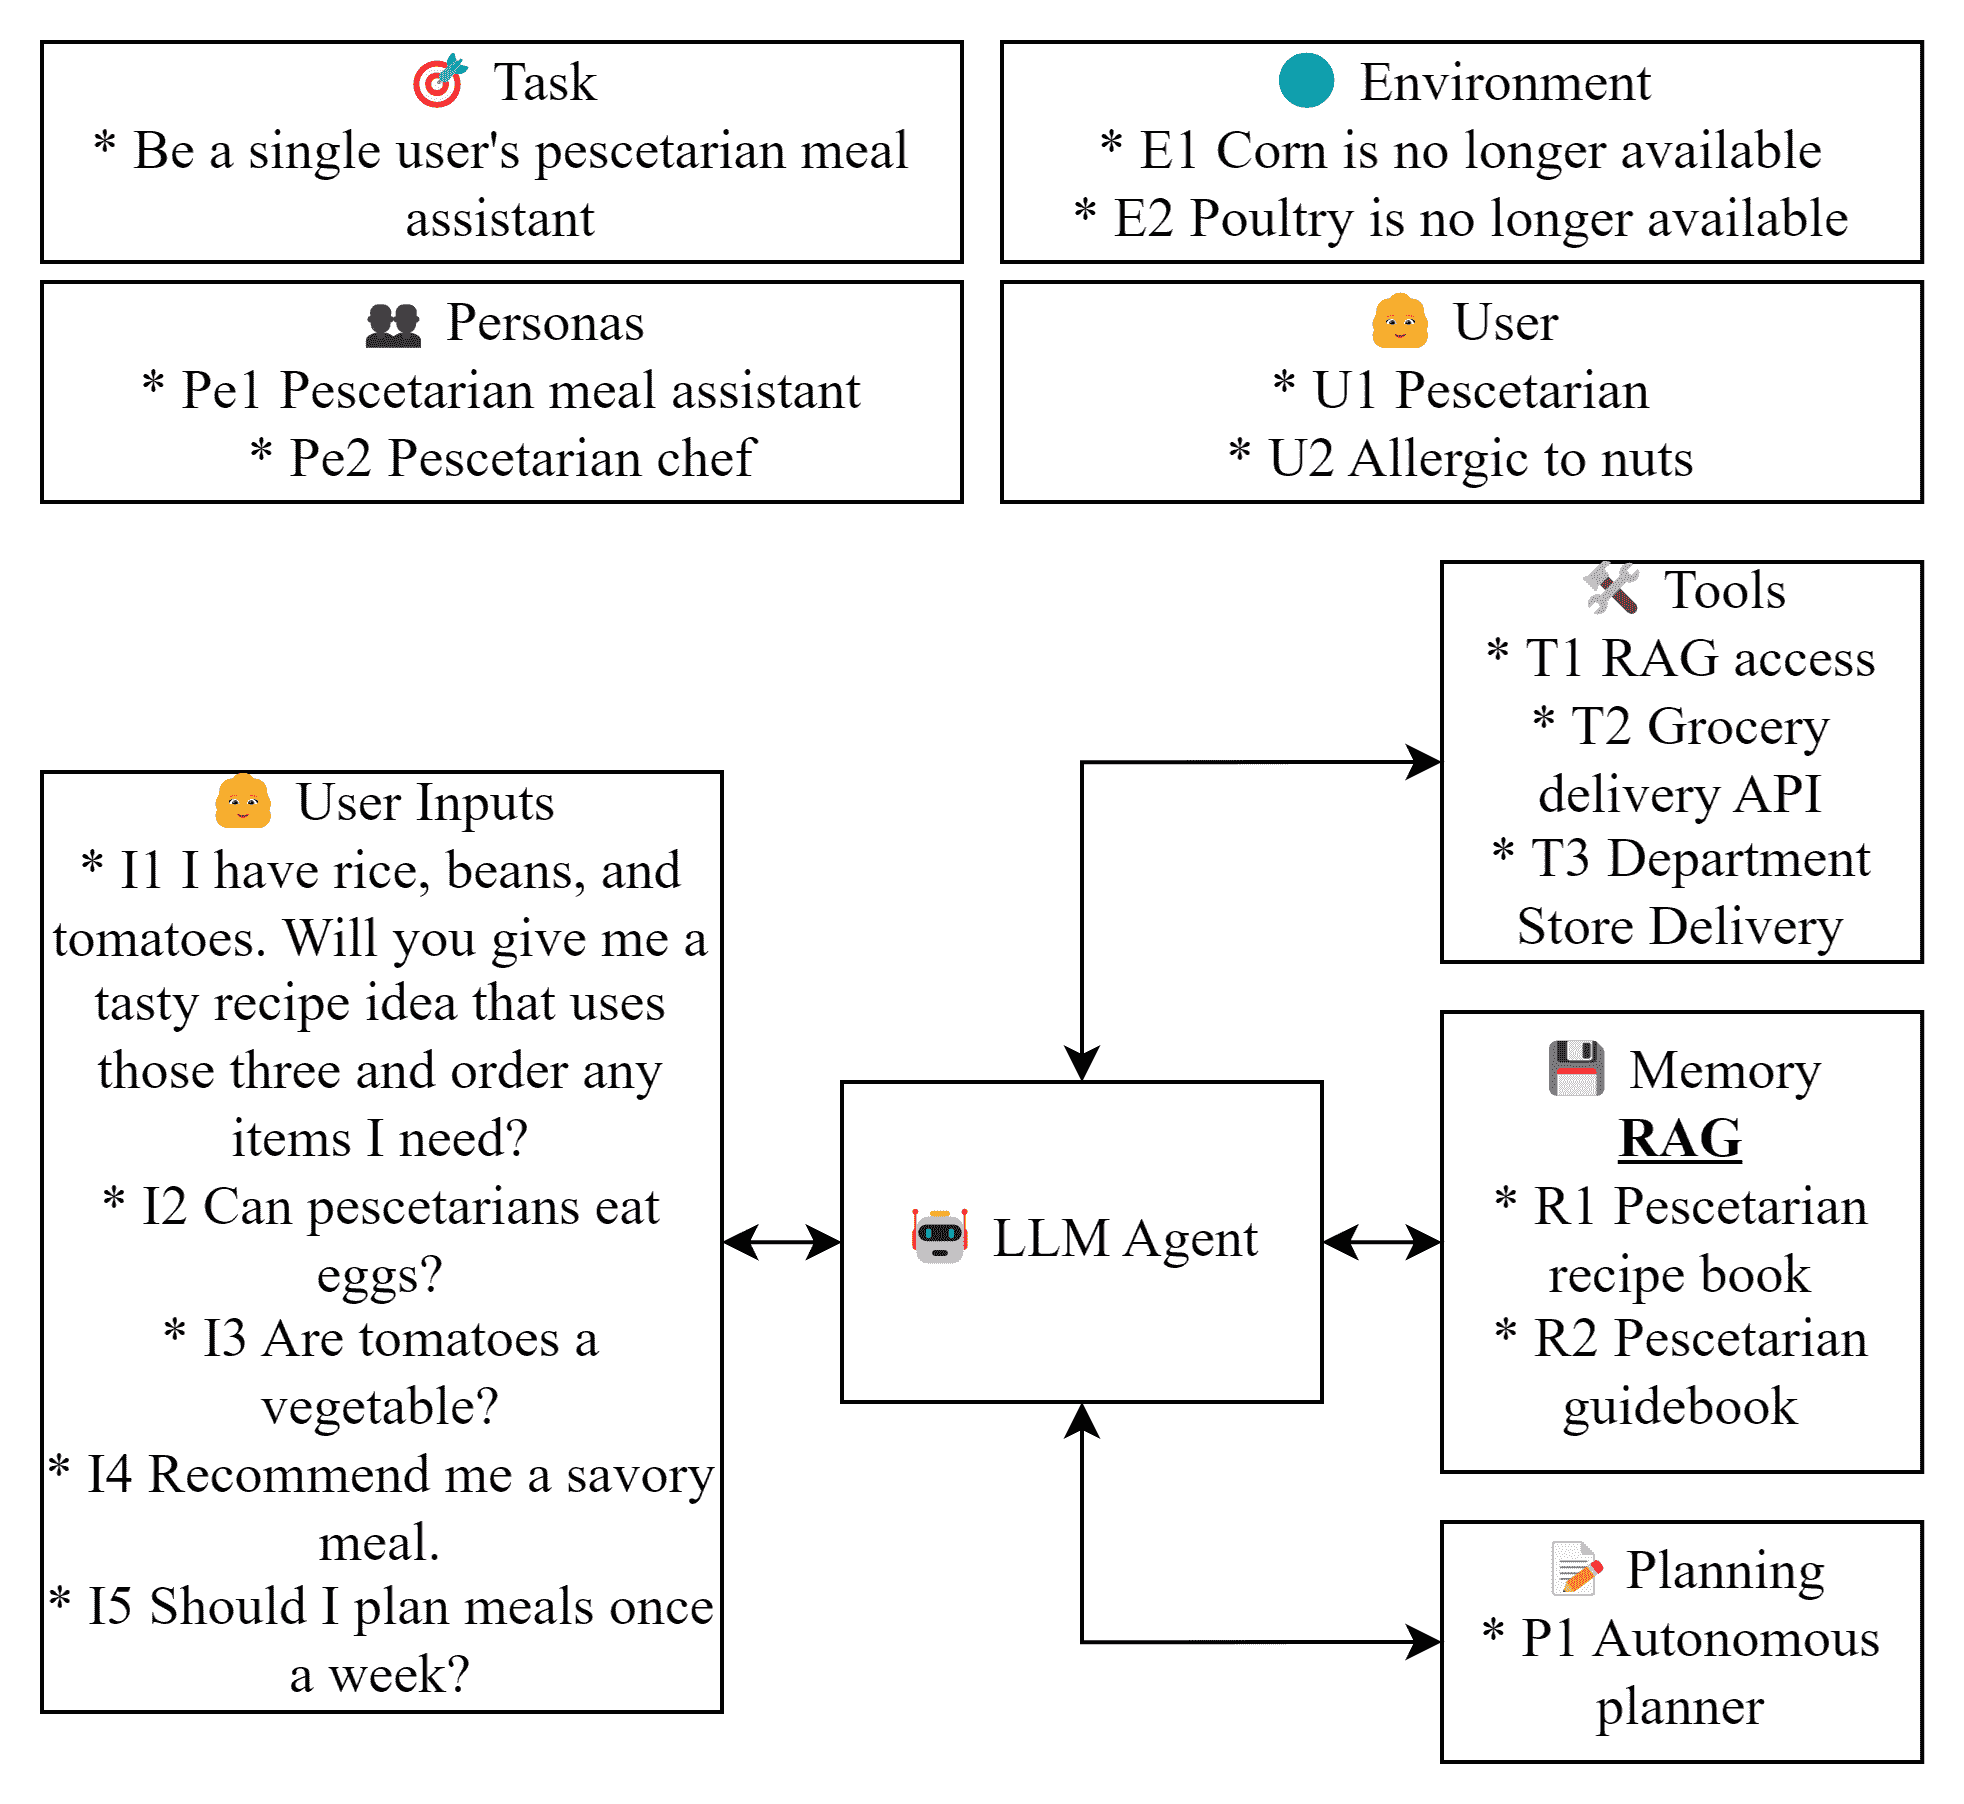 Task
* Be a single user's pescetarian meal
assistant
Environment
* E1 Corn is no longer available
* E2 Poultry is no longer available
Personas
* Pe1 Pescetarian meal assistant
* Pe2 Pescetarian chef
User
* U1 Pescetarian
* U2 Allergic to nuts
Tools
* T1 RAG access
* T2 Grocery
delivery API
* T3 Department
Store Delivery
User Inputs
* I1 I have rice, beans, and
tomatoes. Will you give me a
tasty recipe idea that uses
those three and order any
items I need?
* I2 Can pescetarians eat
eggs?
* I3 Are tomatoes a
vegetable?
* I4 Recommend me a savory
meal.
* I5 Should I plan meals once
a week?
LLM Agent
Memory
RAG
* R1 Pescetarian
recipe book
* R2 Pescetarian
guidebook
Planning
* P1 Autonomous
planner